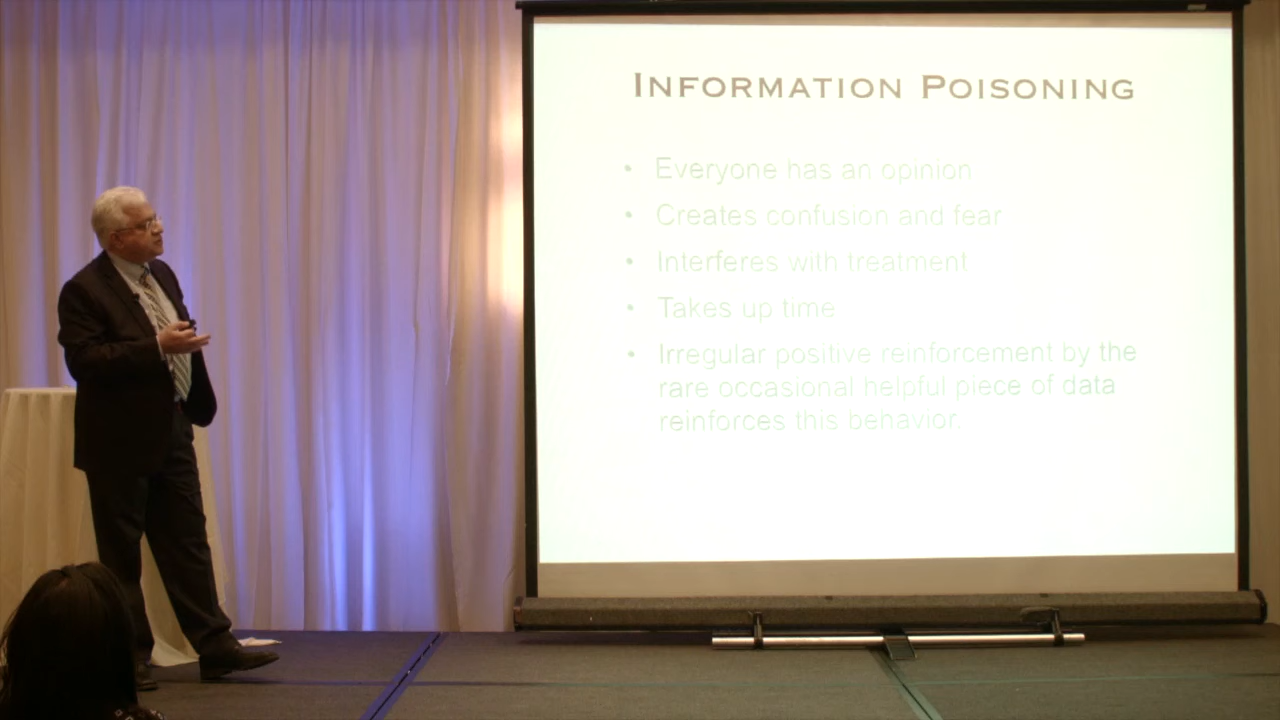 INFORMATION POISONING
• Everyone has an opinion
• Creates confusion and fear
• Interferes with treatment
• Takes up time
• Irregular positive reinforcement by the
rare occasional helpful piece of data
reinforces this behavior.